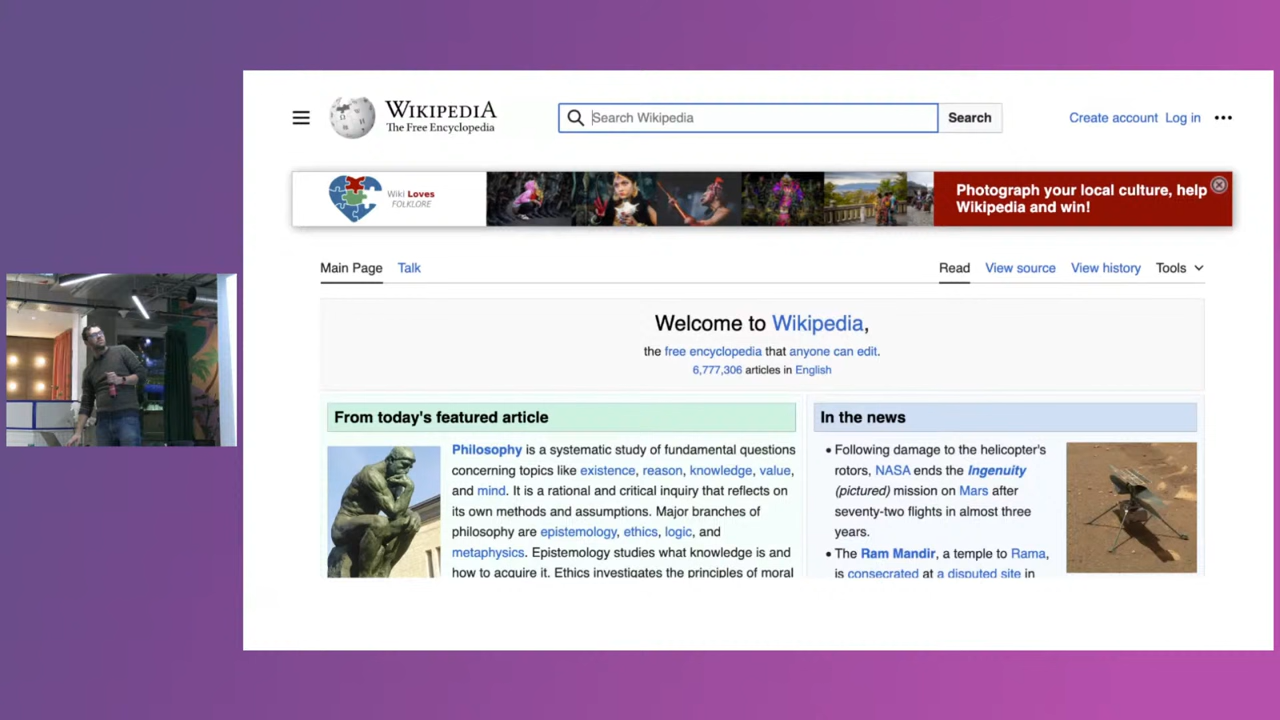 WIKIPEDIA
The Free Encyclopedia
Search Wikipedia
Search
Create account Log in
Wiki Loves
FOLKLORE
Photograph your local culture, help
Wikipedia and win!
Main Page Talk
Read View source View history Tools
Welcome to Wikipedia,
the free encyclopedia that anyone can edit.
6,777,306 articles in English
From today's featured article
Philosophy is a systematic study of fundamental questions
concerning topics like existence, reason, knowledge, value,
and mind. It is a rational and critical inquiry that reflects on
its own methods and assumptions. Major branches of
philosophy are epistemology, ethics, logic, and
metaphysics. Epistemology studies what knowledge is and
how to acquire it. Ethics investigates the principles of moral
In the news
• Following damage to the helicopter's
rotors, NASA ends the Ingenuity
(pictured) mission on Mars after
seventy-two flights in almost three
years.
• The Ram Mandir, a temple to Rama,
is consecrated at a disputed site in